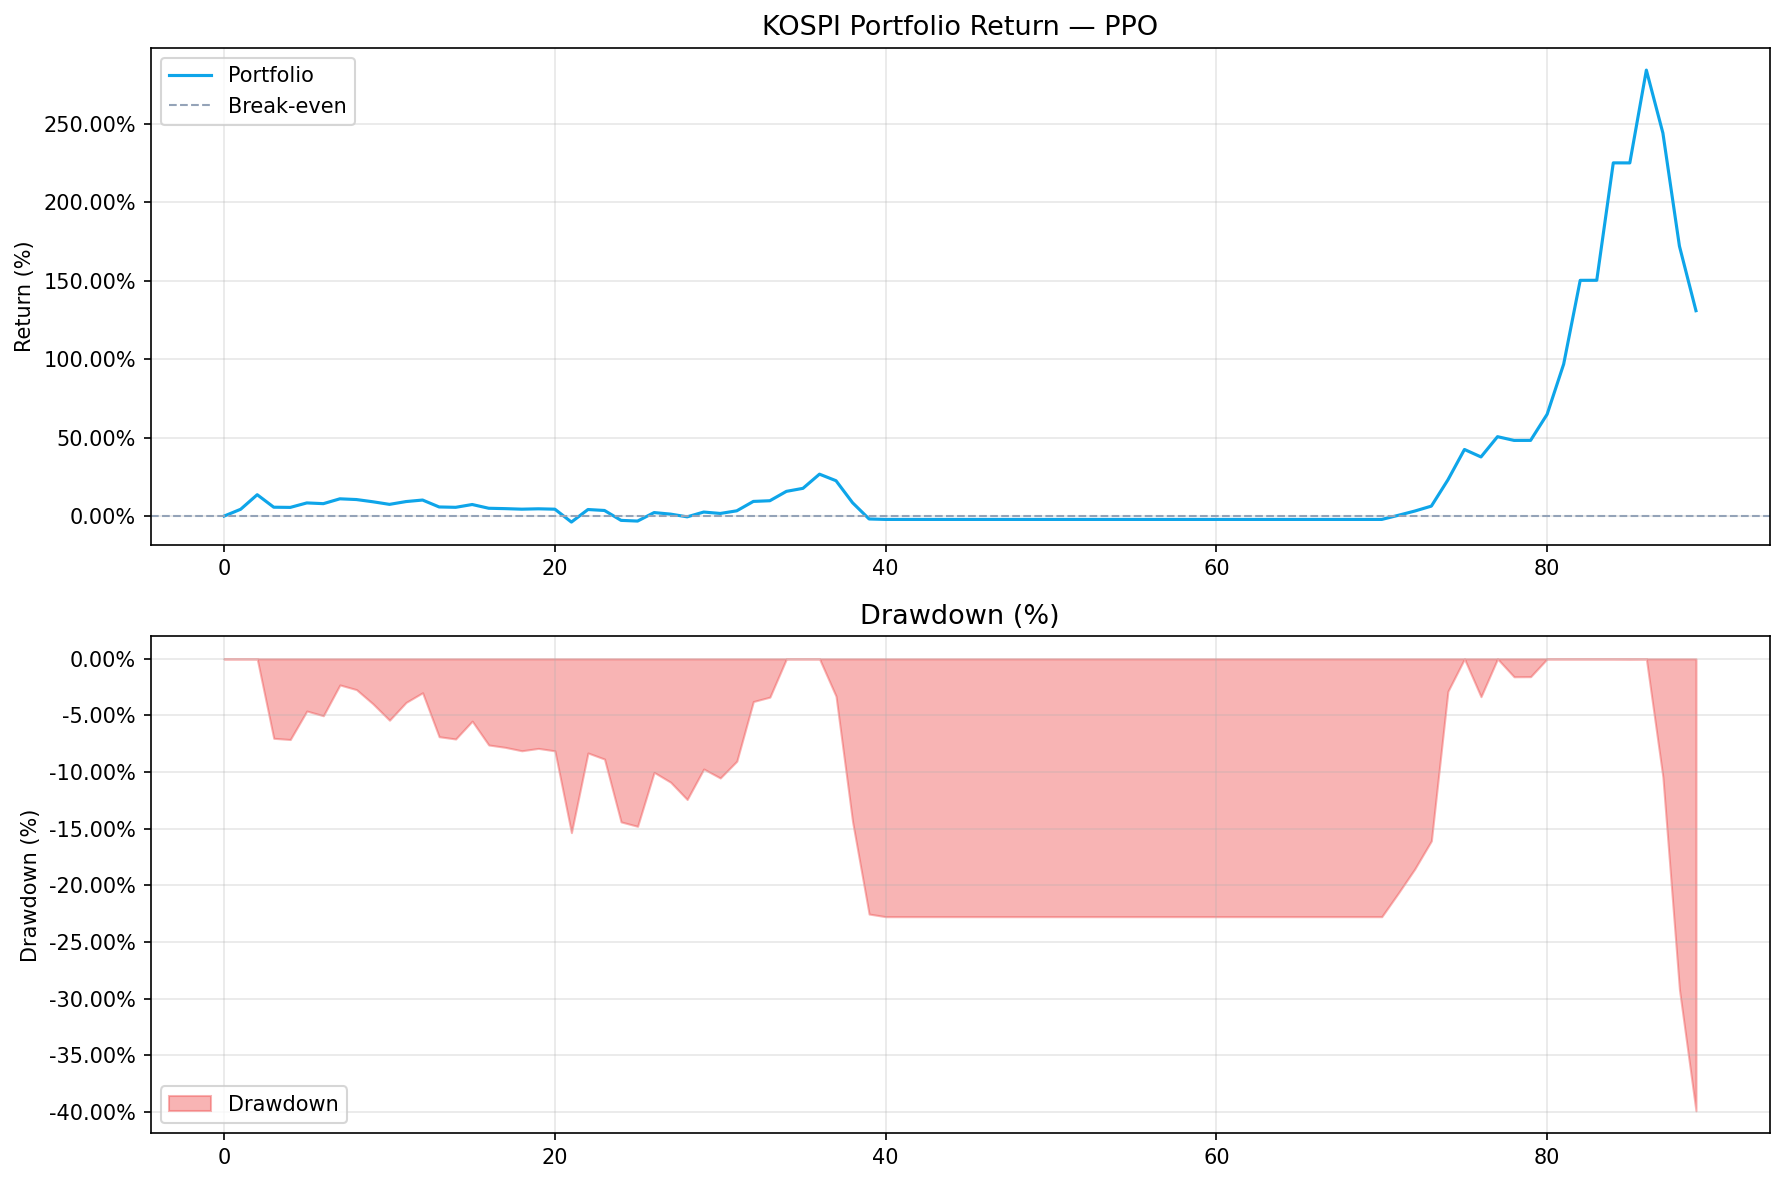 KOSPI Portfolio Return — PPO
Portfolio
Break-even
Return (%)
250.00%
200.00%
150.00%
100.00%
50.00%
0.00%
0 20 40 60 80
Drawdown (%)
Drawdown (%)
0.00%
-5.00%
-10.00%
-15.00%
-20.00%
-25.00%
-30.00%
-35.00%
-40.00%
Drawdown
0 20 40 60 80